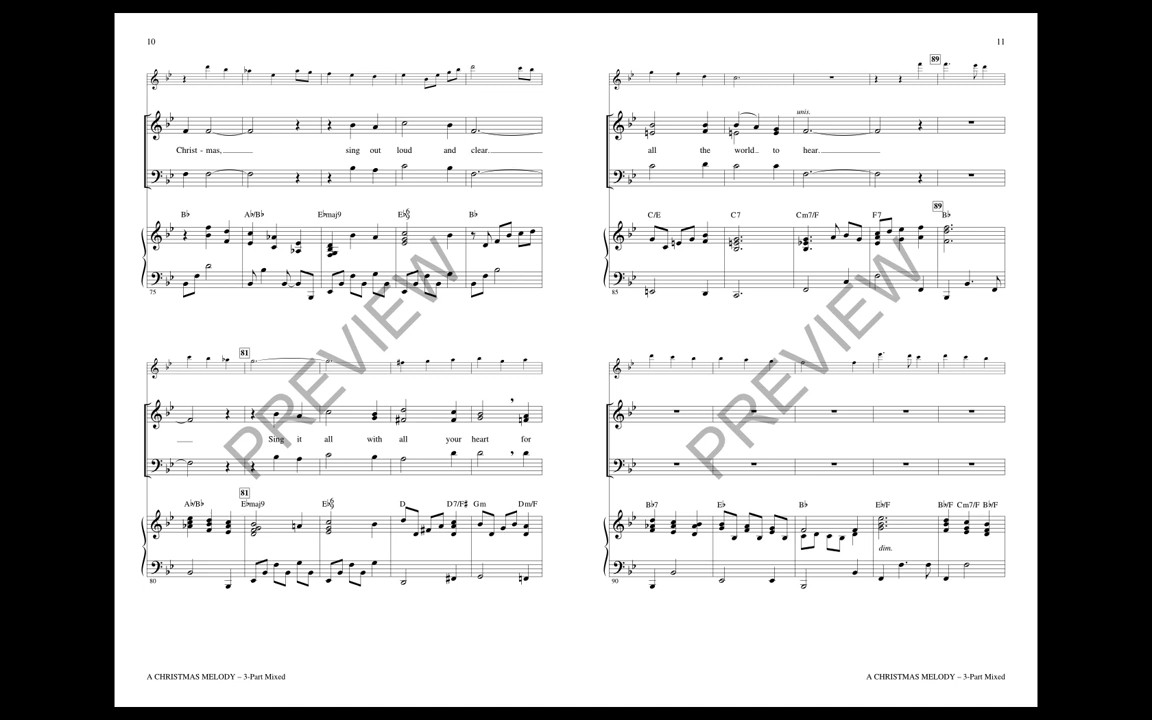 10
Christ - mas, sing out loud and clear.
B♭ A♭/B♭ E♭maj9 E♭6/9 B♭
75
81
Sing it all with all your heart for
81
A♭/B♭ E♭maj9 E♭6/9 D D7/F♯ Gm Dm/F
80
PREVIEW
A CHRISTMAS MELODY – 3-Part Mixed
11
89
unis.
all the world to hear.
89
C/E C7 Cm7/F F7 B♭
85
B♭7 E♭ B♭ E♭/F B♭/F Cm7/F B♭/F
dim.
90
PREVIEW
A CHRISTMAS MELODY – 3-Part Mixed